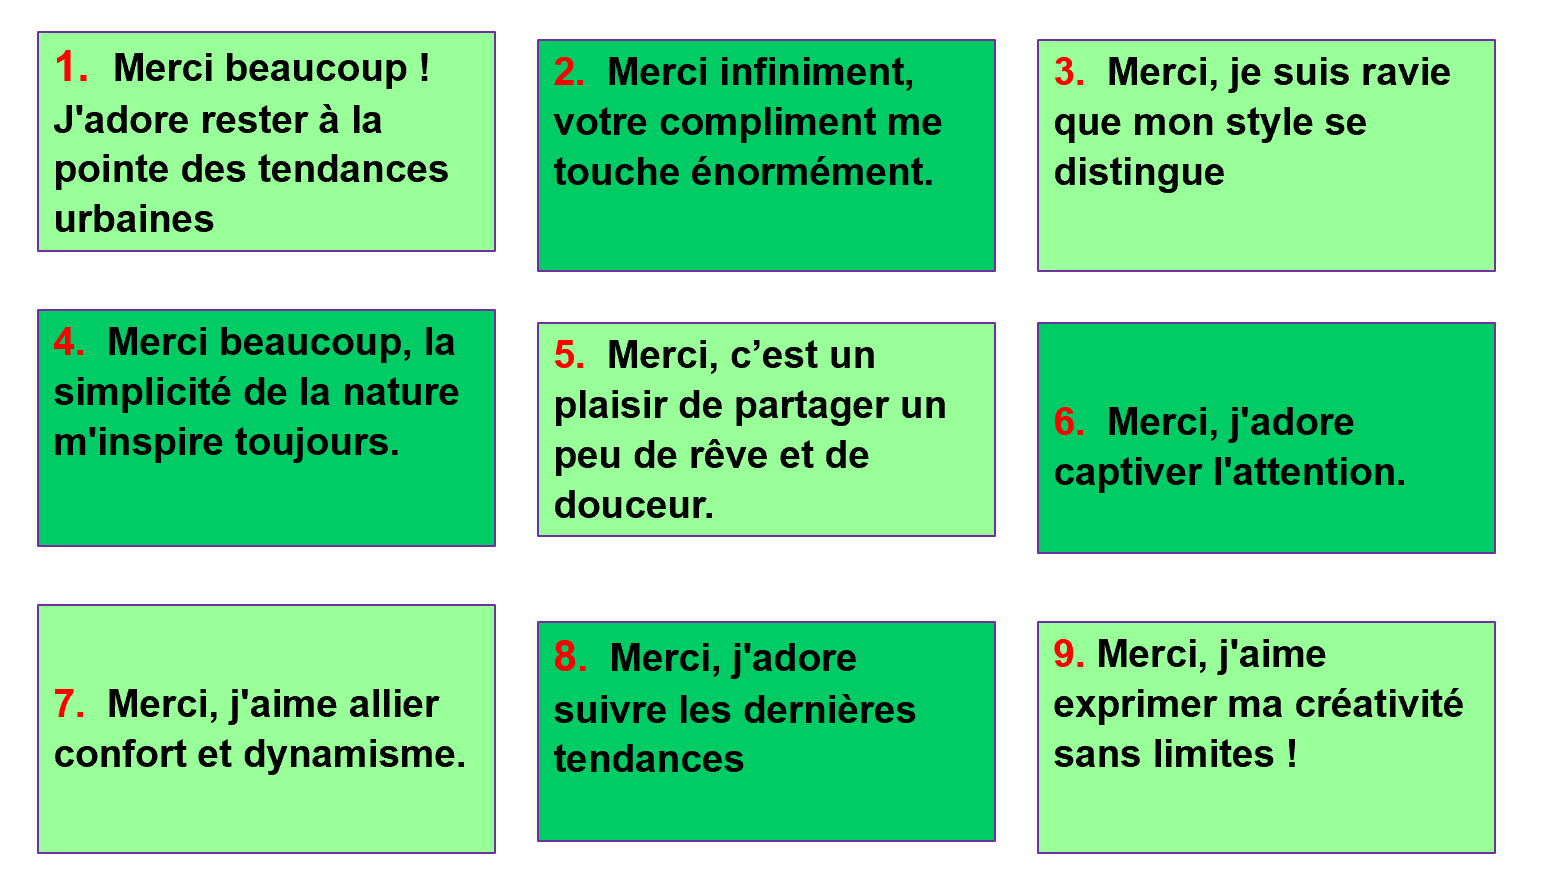 1. Merci beaucoup !
J'adore rester à la
pointe des tendances
urbaines
2. Merci infiniment,
votre compliment me
touche énormément.
3. Merci, je suis ravie
que mon style se
distingue
4. Merci beaucoup, la
simplicité de la nature
m'inspire toujours.
5. Merci, c’est un
plaisir de partager un
peu de rêve et de
douceur.
6. Merci, j'adore
captiver l'attention.
7. Merci, j'aime allier
confort et dynamisme.
8. Merci, j'adore
suivre les dernières
tendances
9. Merci, j'aime
exprimer ma créativité
sans limites !